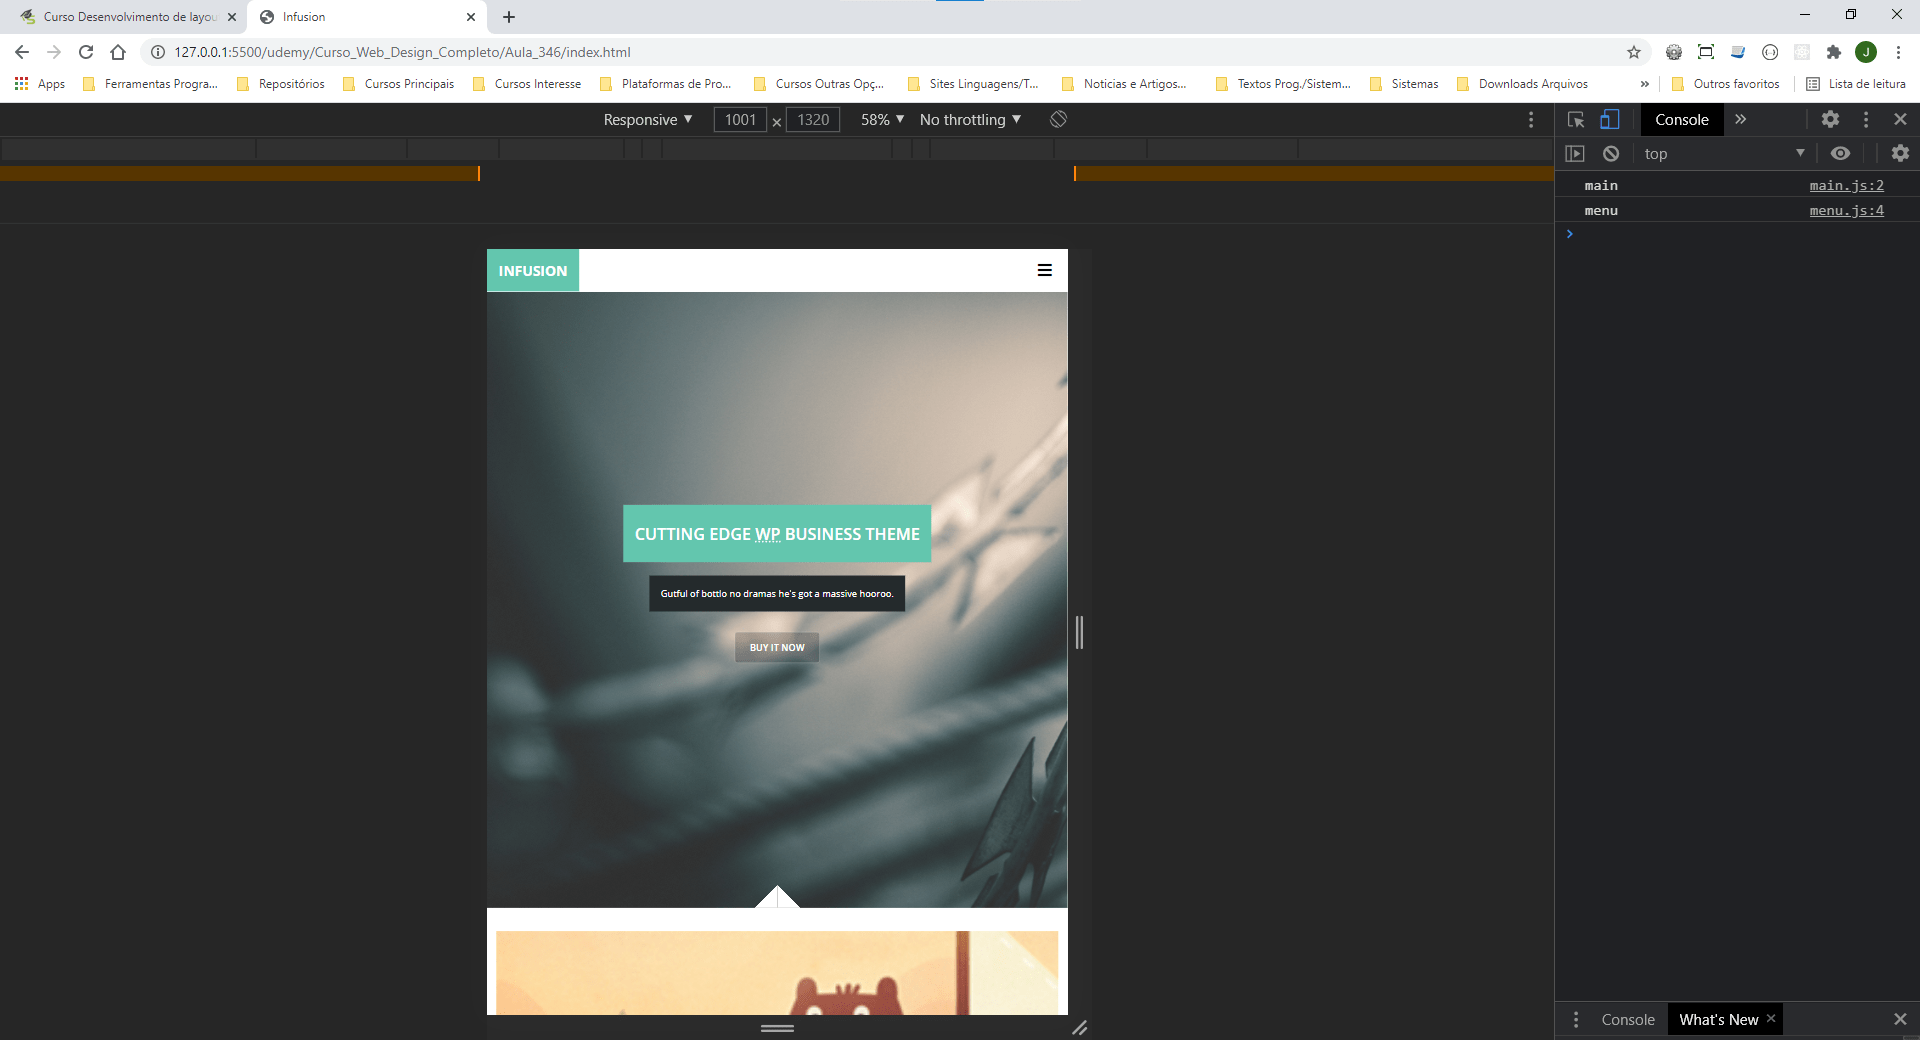 Curso Desenvolvimento de layou
Infusion
127.0.0.1:5500/udemy/Curso_Web_Design_Completo/Aula_346/index.html
J
Apps
Ferramentas Progra...
Repositórios
Cursos Principais
Cursos Interesse
Plataformas de Pro...
Cursos Outras Opç...
Sites Linguagens/T...
Noticias e Artigos...
Textos Prog./Sistem...
Sistemas
Downloads Arquivos
»
Outros favoritos
Lista de leitura
Responsive ▼ 1001 × 1320 58% ▼ No throttling ▼
Console
top
main main.js:2
menu menu.js:4
INFUSION
CUTTING EDGE WP BUSINESS THEME
Gutful of bottlo no dramas he's got a massive hooroo.
BUY IT NOW
Console
What's New